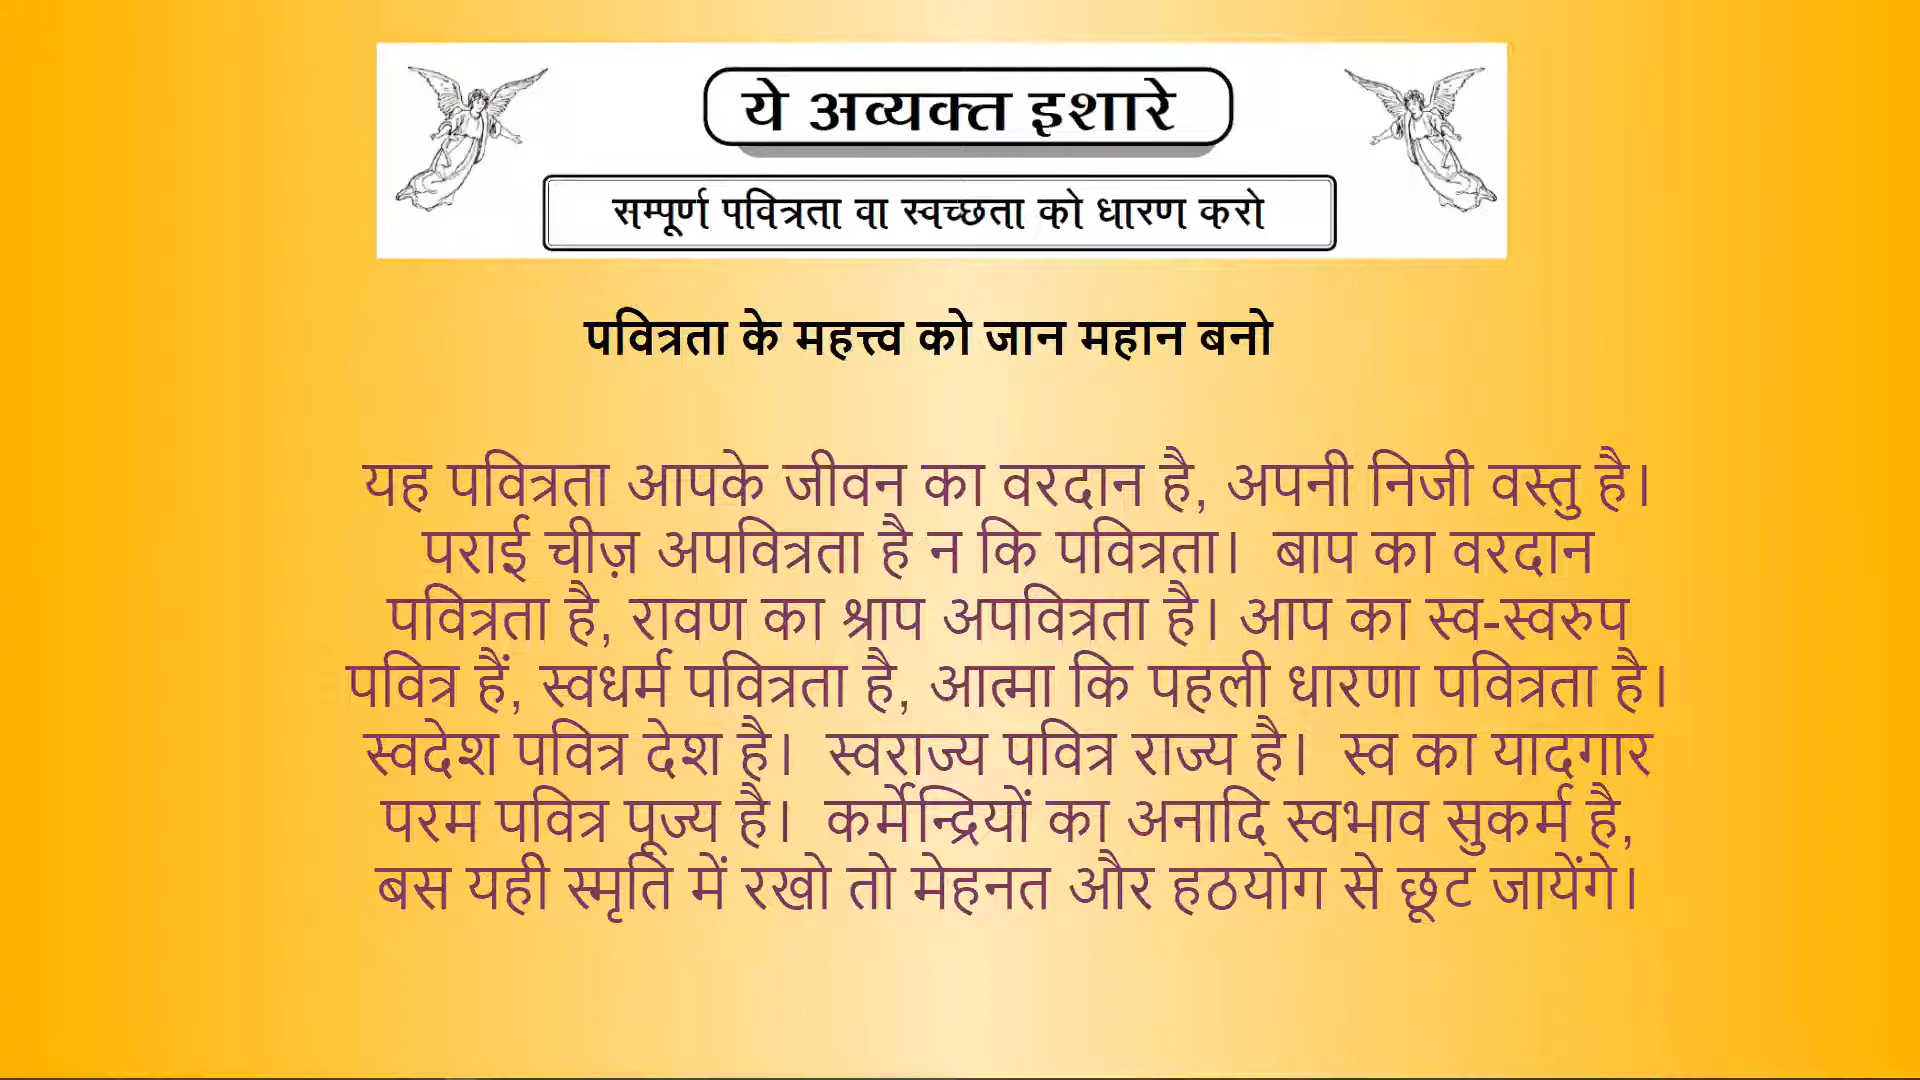 ये अव्यक्त इशारे
सम्पूर्ण पवित्रता वा स्वच्छता को धारण करो
पवित्रता के महत्त्व को जान महान बनो
यह पवित्रता आपके जीवन का वरदान है, अपनी निजी वस्तु है।
पराई चीज़ अपवित्रता है न कि पवित्रता। बाप का वरदान
पवित्रता है, रावण का श्राप अपवित्रता है। आप का स्व-स्वरुप
पवित्र हैं, स्वधर्म पवित्रता है, आत्मा कि पहली धारणा पवित्रता है।
स्वदेश पवित्र देश है। स्वराज्य पवित्र राज्य है। स्व का यादगार
परम पवित्र पूज्य है। कर्मेन्द्रियों का अनादि स्वभाव सुकर्म है,
बस यही स्मृति में रखो तो मेहनत और हठयोग से छूट जायेंगे।